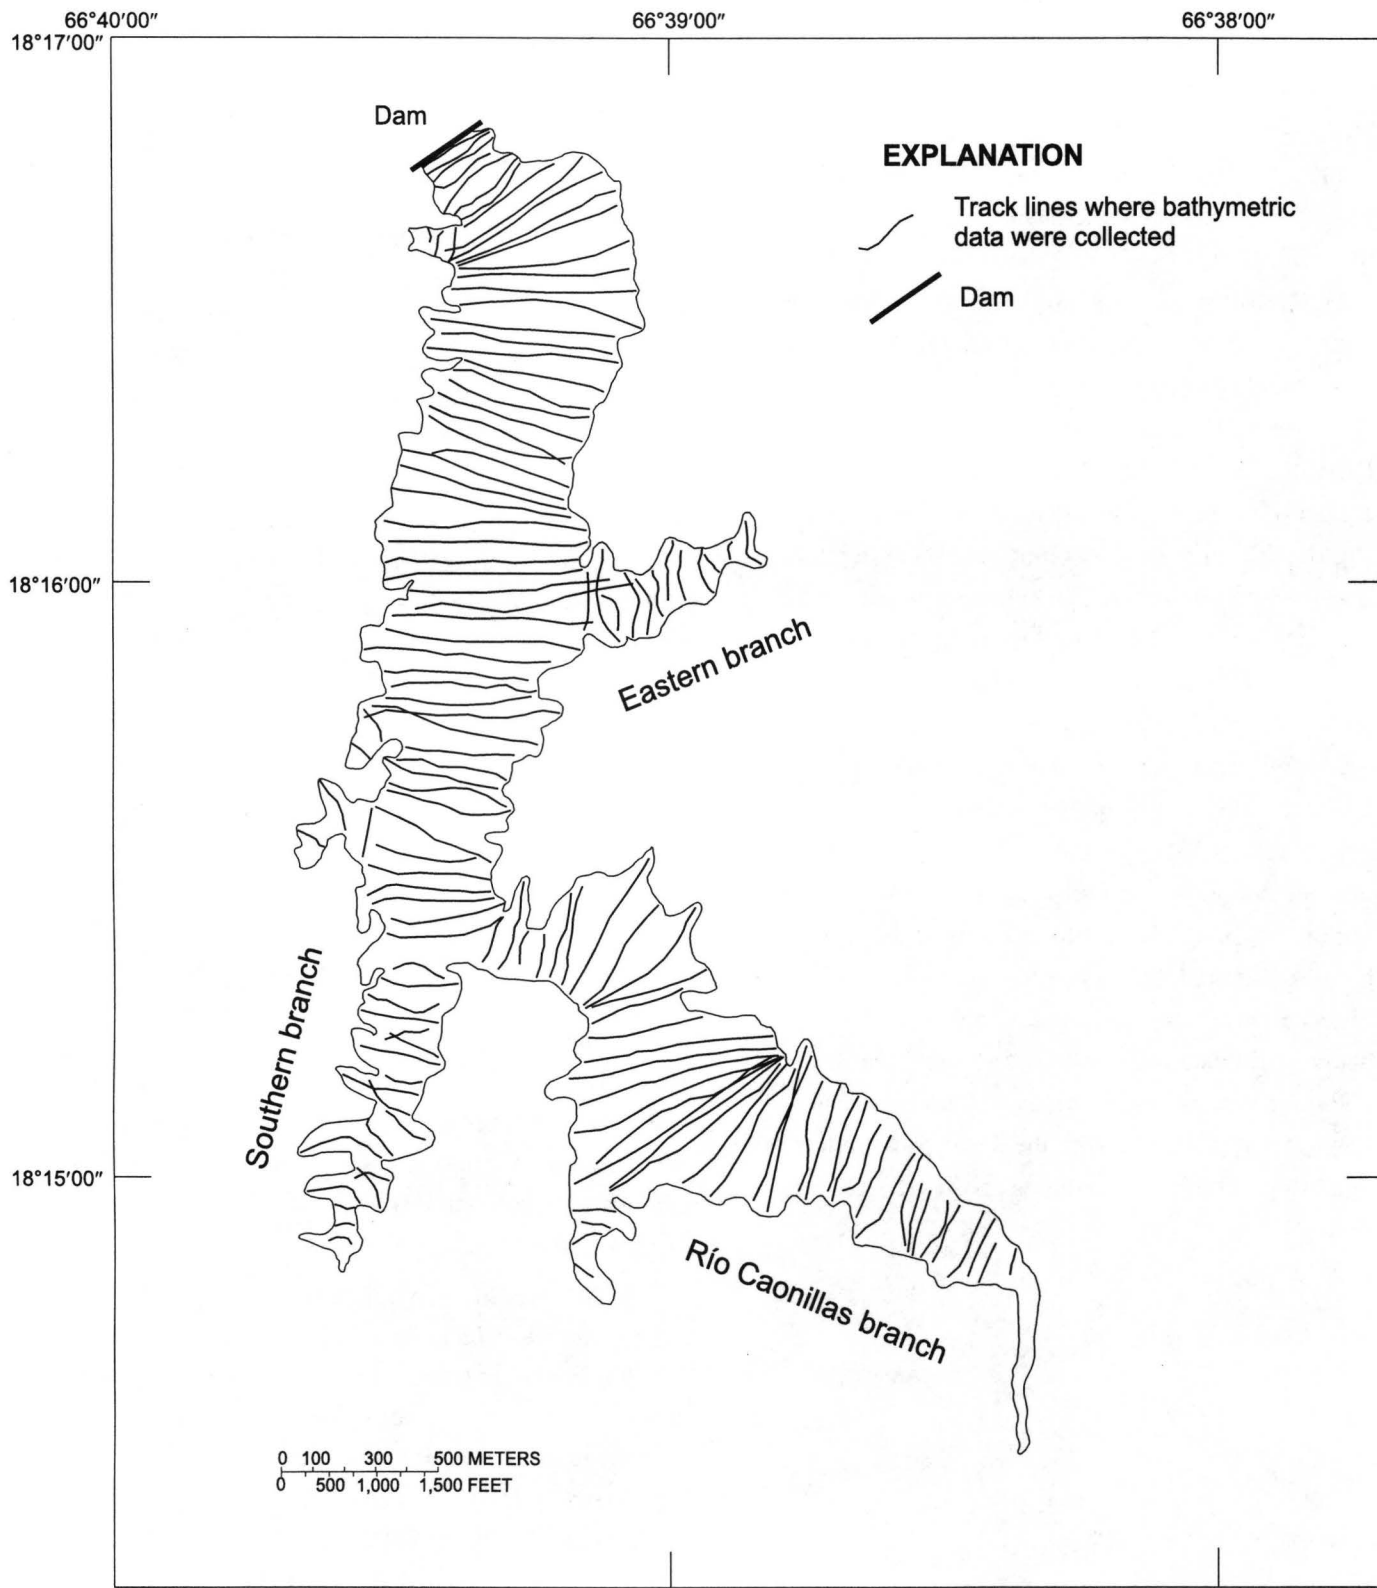 66°40′00″
66°39′00″
66°38′00″
18°17′00″
Dam
EXPLANATION
Track lines where bathymetric
data were collected
Dam
18°16′00″
Eastern branch
Southern branch
18°15′00″
Río Caonillas branch
0 100 300 500 METERS
0 500 1,000 1,500 FEET